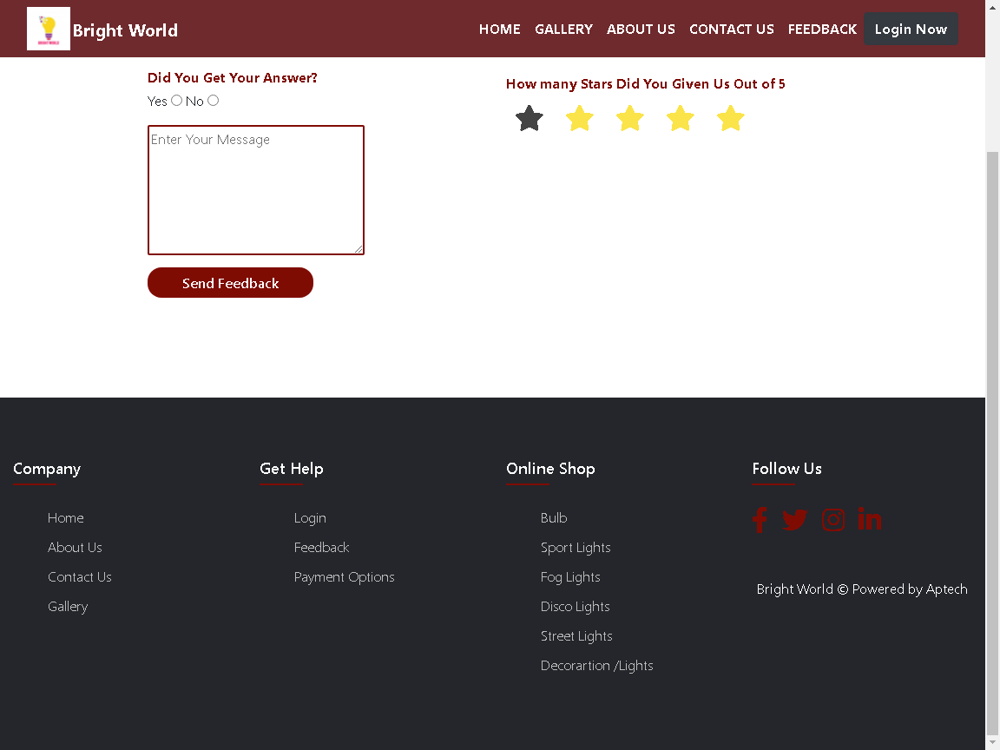 Bright World
HOME GALLERY ABOUT US CONTACT US FEEDBACK Login Now
Did You Get Your Answer?
Yes No
Enter Your Message
Send Feedback
How many Stars Did You Given Us Out of 5
Company
Home
About Us
Contact Us
Gallery
Get Help
Login
Feedback
Payment Options
Online Shop
Bulb
Sport Lights
Fog Lights
Disco Lights
Street Lights
Decorartion /Lights
Follow Us
Bright World © Powered by Aptech